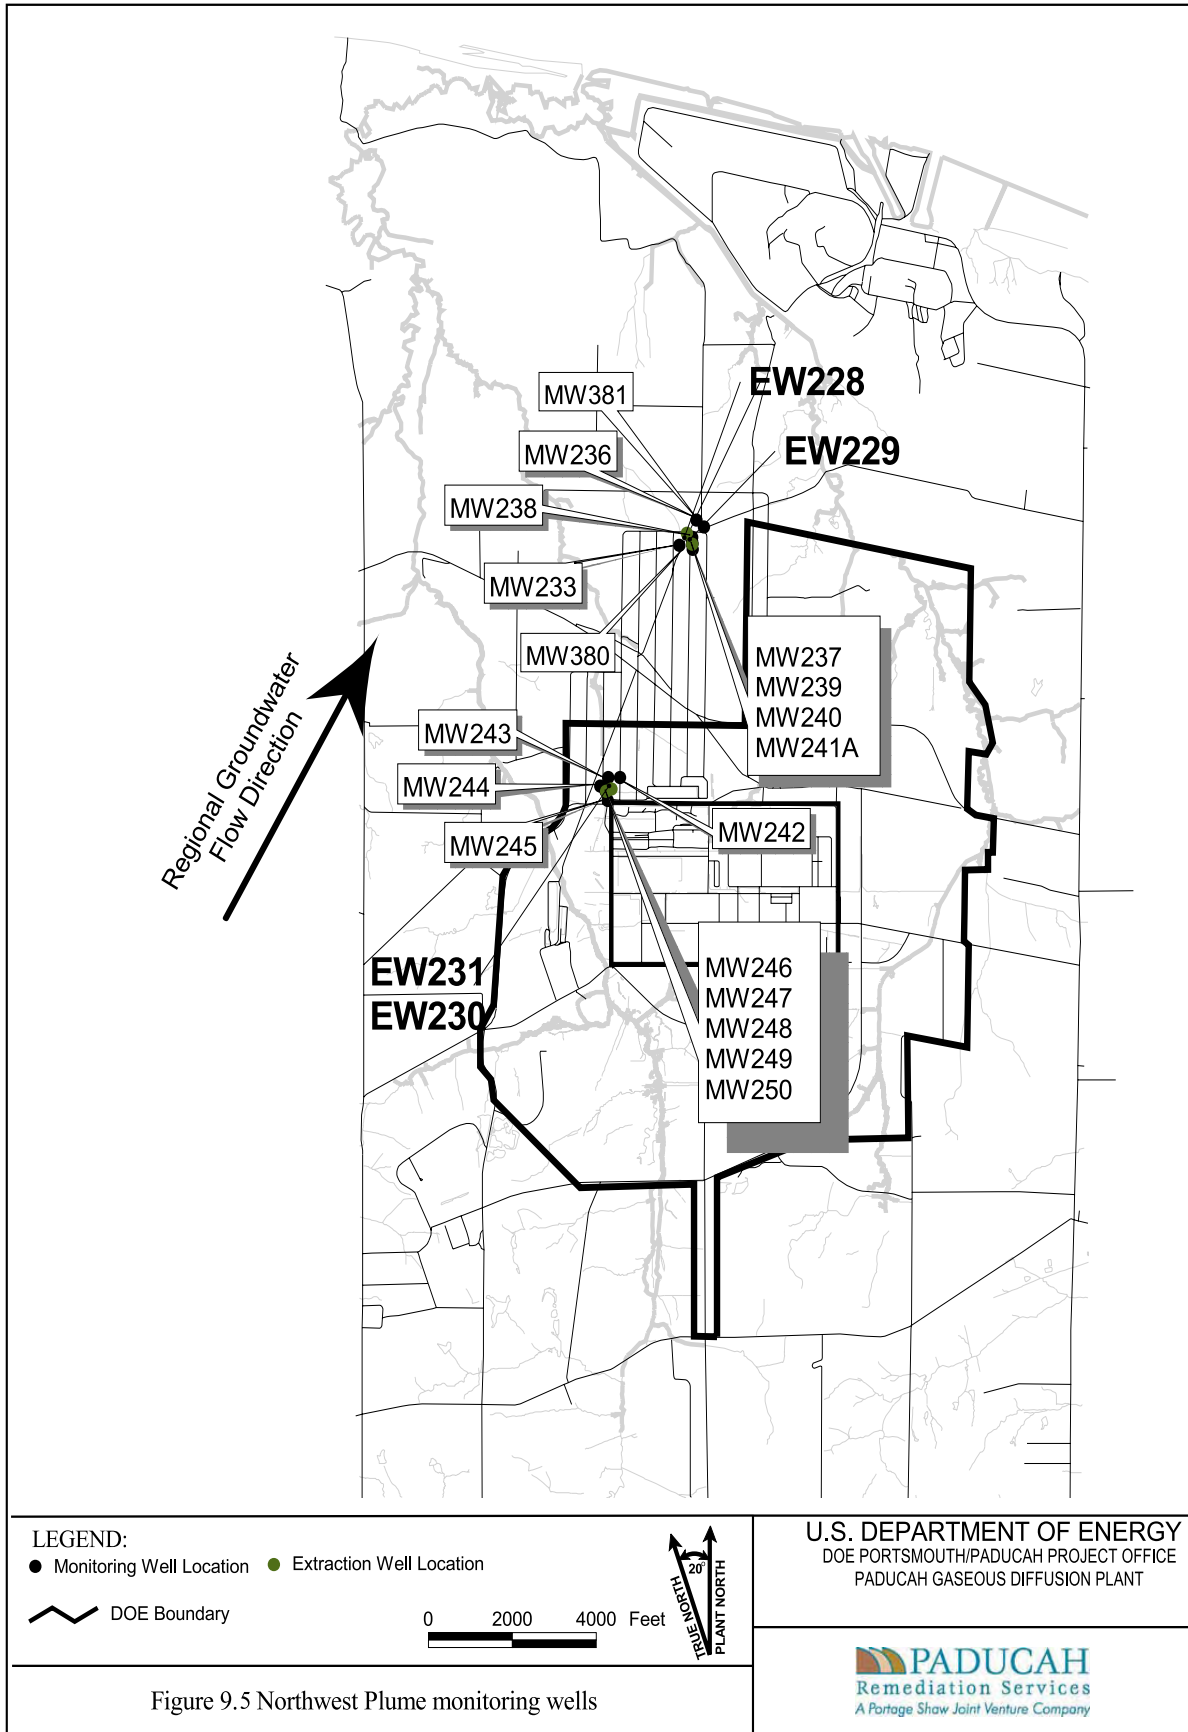 MW381
EW228
MW236
EW229
MW238
MW233
MW380
MW237
MW239
MW240
MW241A
Regional Groundwater
Flow Direction
MW243
MW244
MW245
MW242
EW231
EW230
MW246
MW247
MW248
MW249
MW250
LEGEND:
Monitoring Well Location
Extraction Well Location
DOE Boundary
0 2000 4000 Feet
20°
TRUE NORTH
PLANT NORTH
U.S. DEPARTMENT OF ENERGY
DOE PORTSMOUTH/PADUCAH PROJECT OFFICE
PADUCAH GASEOUS DIFFUSION PLANT
PADUCAH
Remediation Services
A Portage Shaw Joint Venture Company
Figure 9.5 Northwest Plume monitoring wells